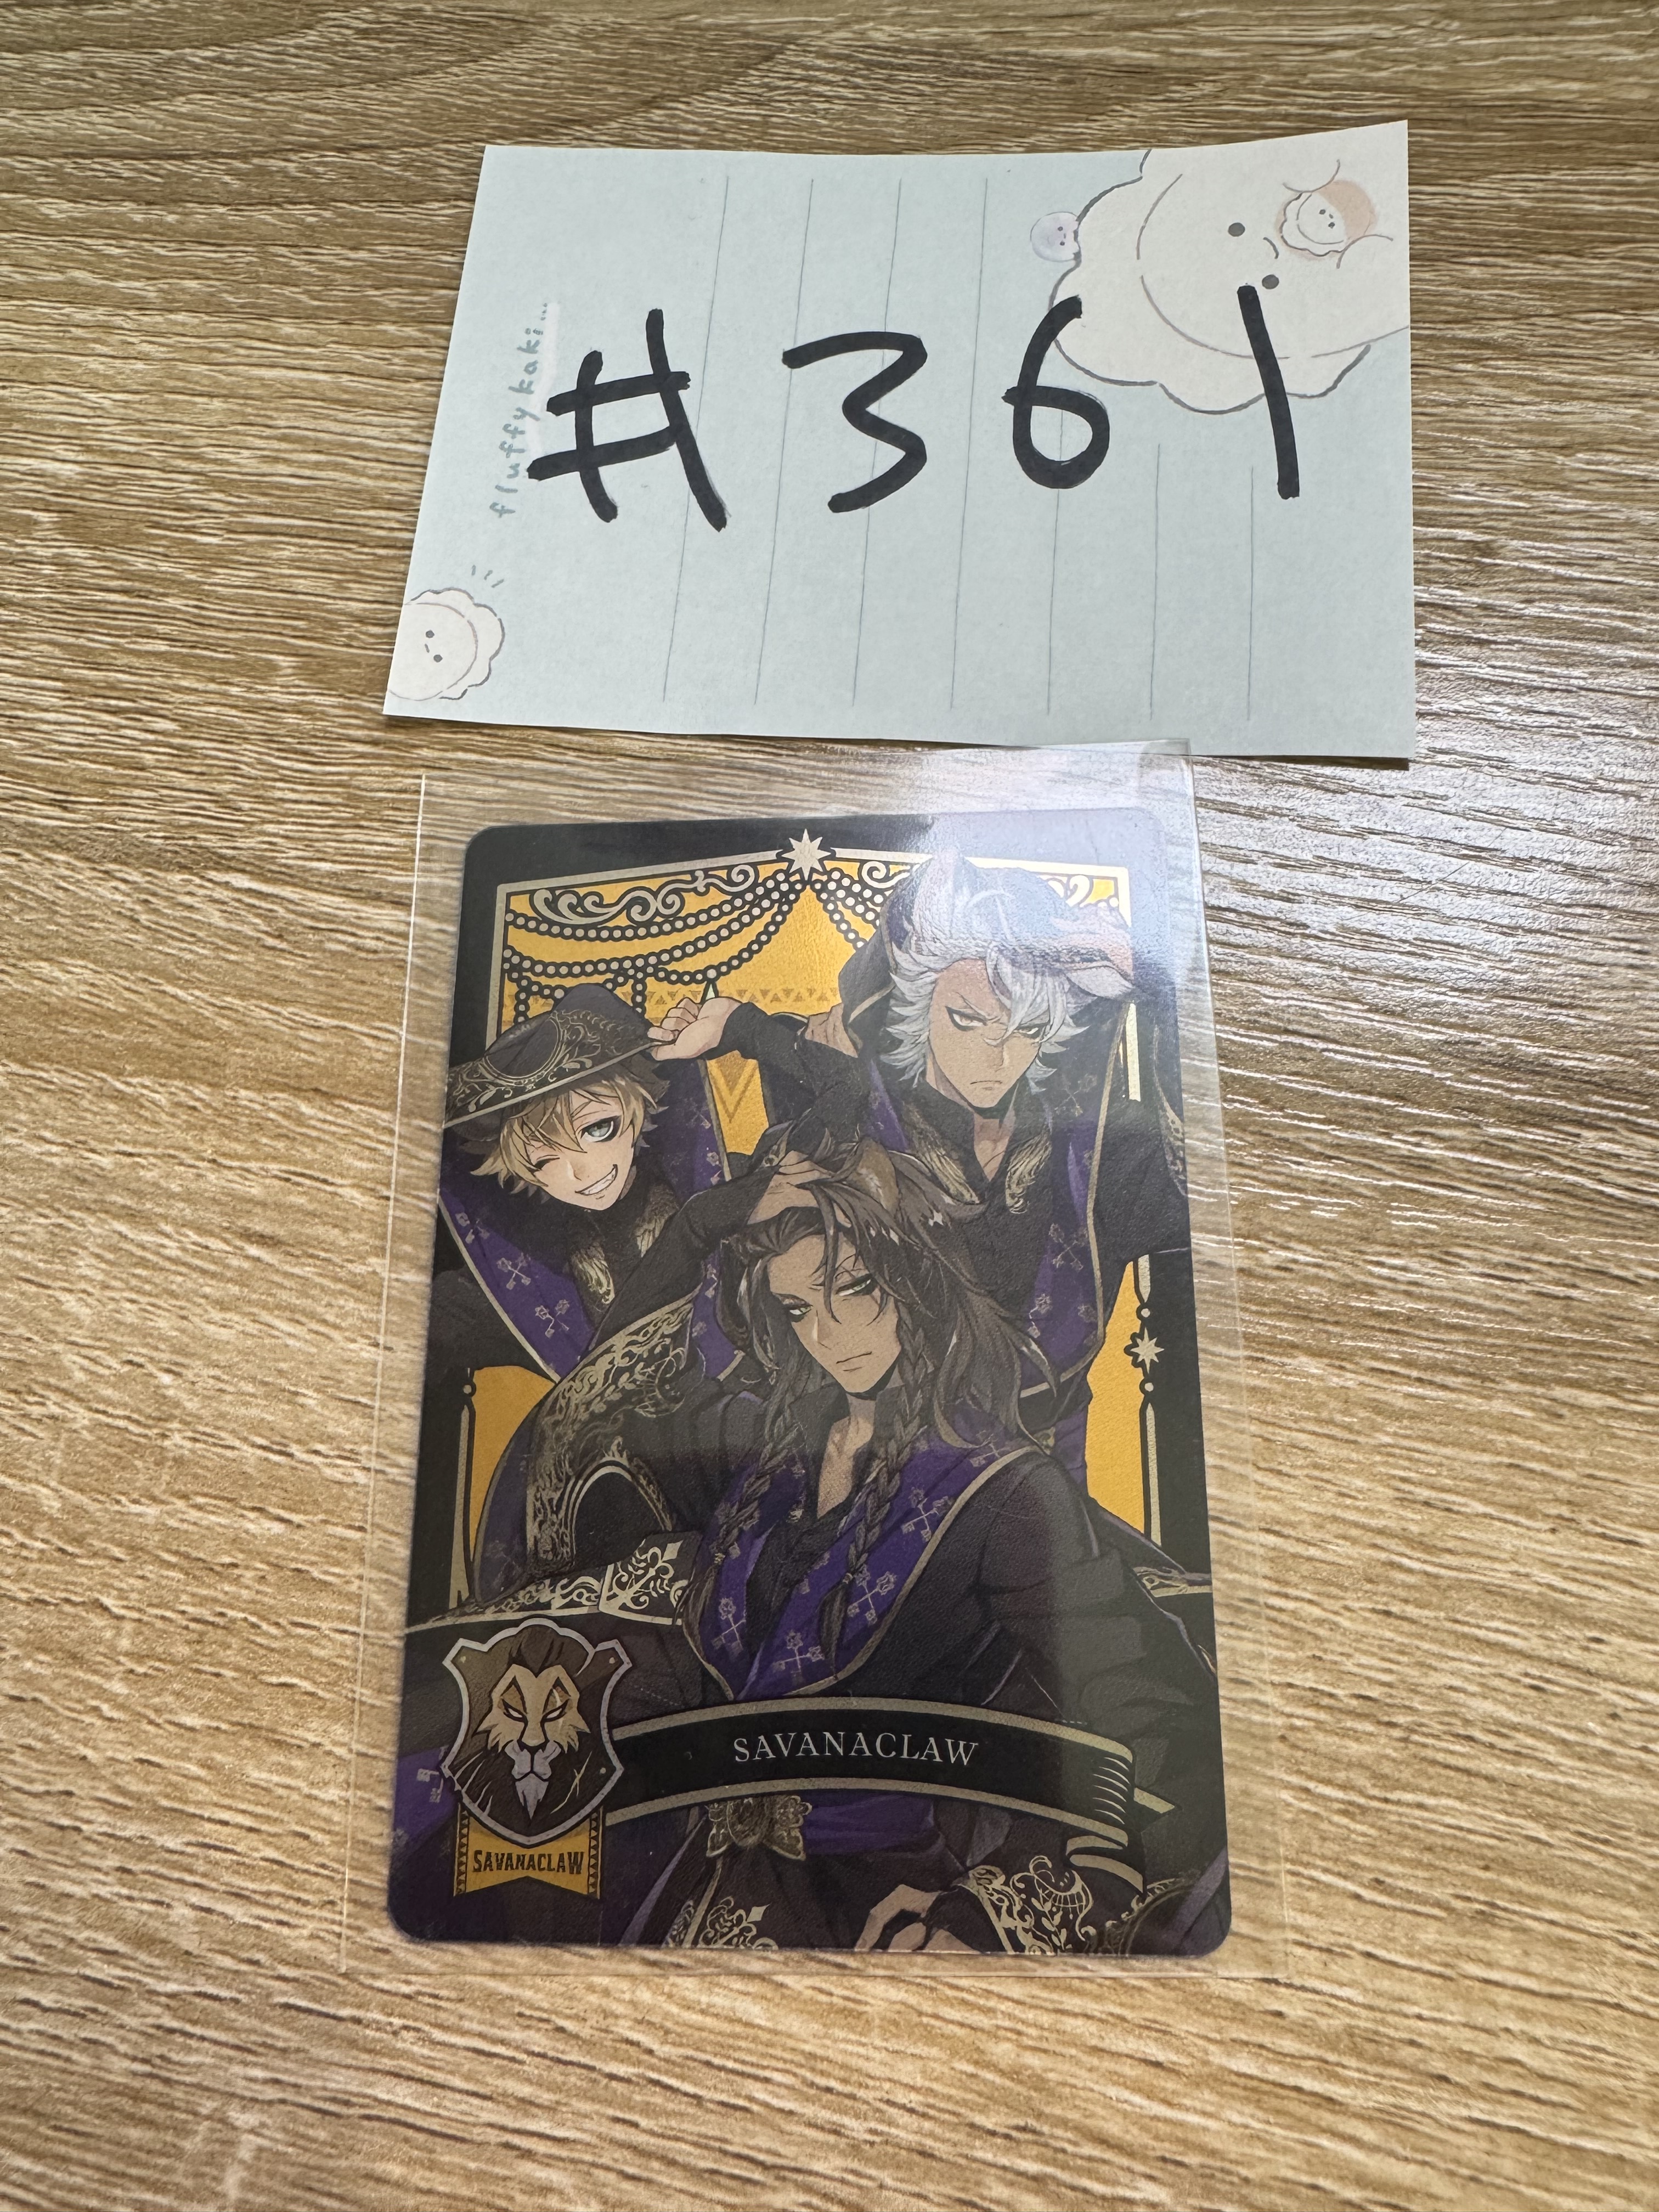 #361
fluffy kaki...
SAVANACLAW
SAVANACLAW